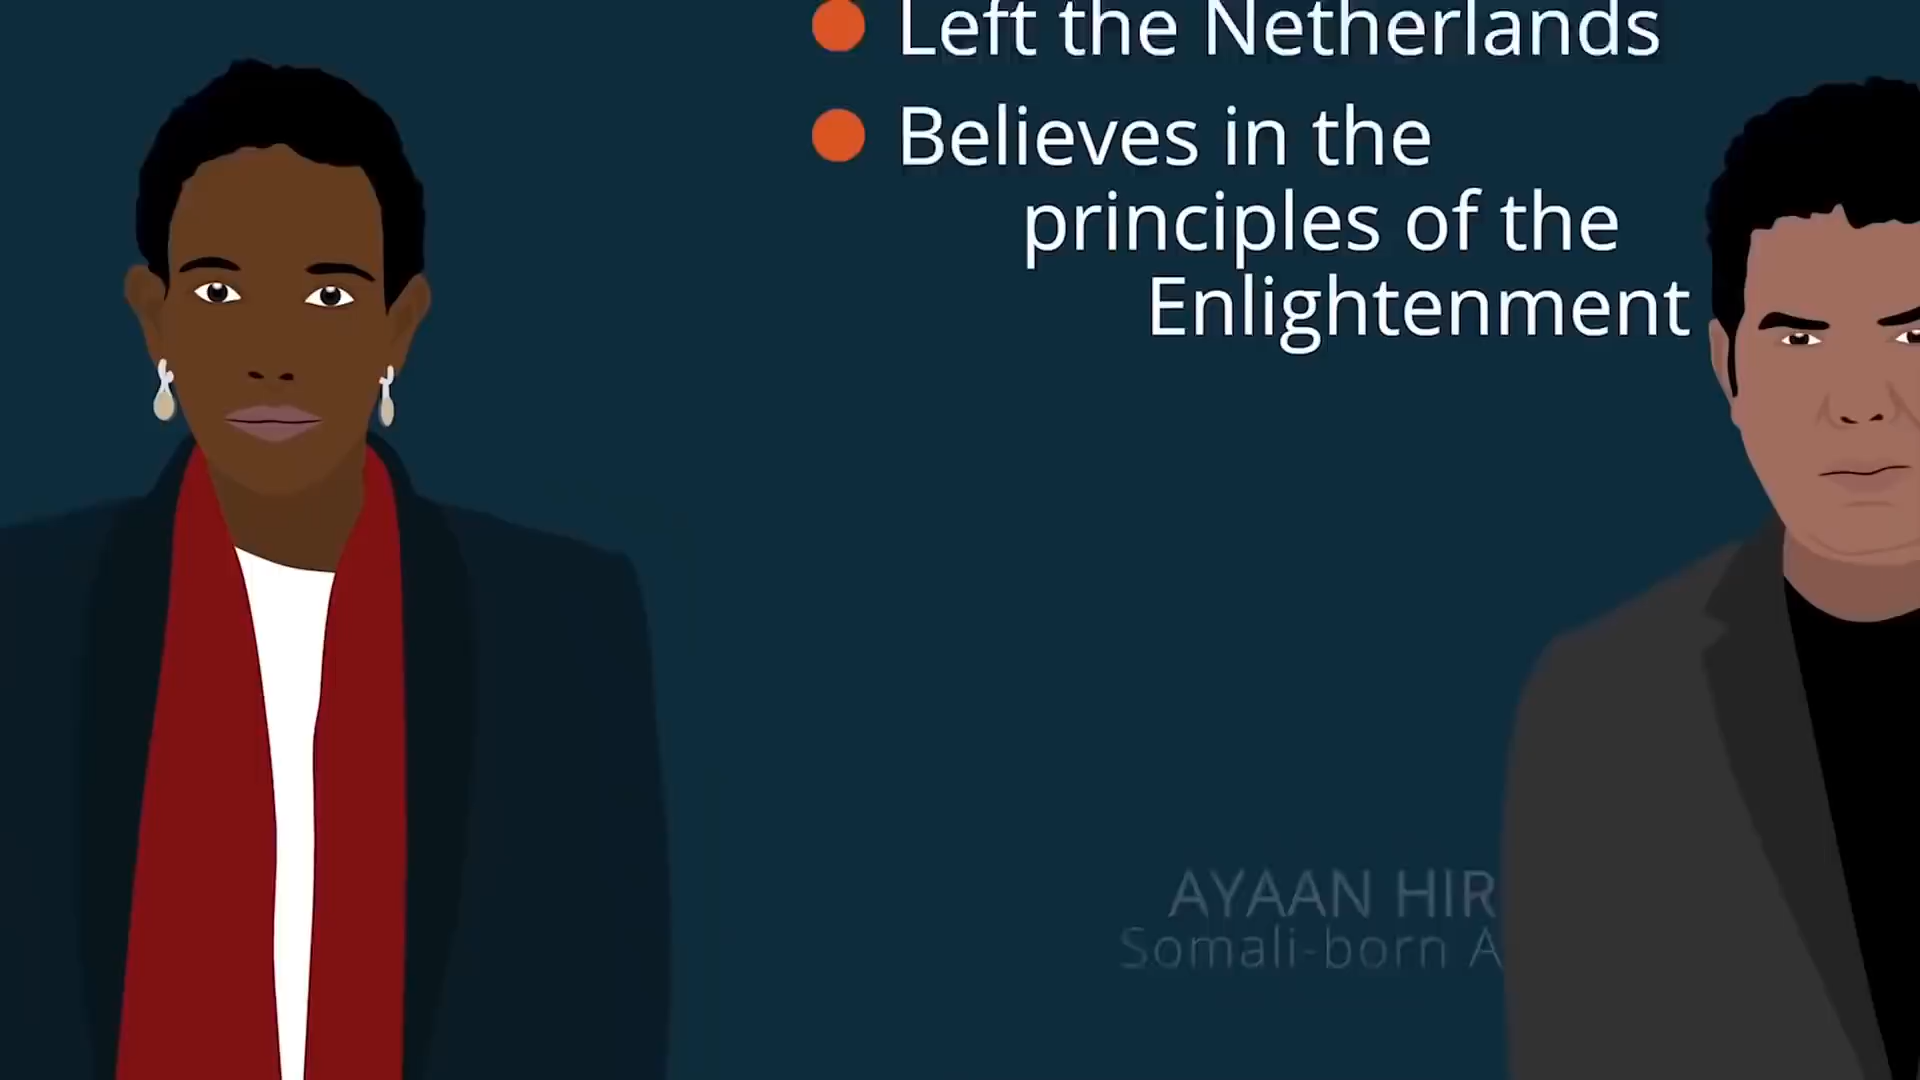 Left the Netherlands
Believes in the
principles of the
Enlightenment
AYAAN HIR
Somali-born A